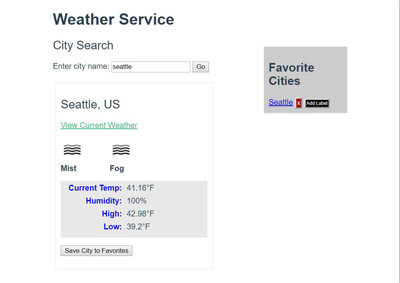 Weather Service
City Search
Enter city name: seattle Go
Seattle, US
View Current Weather
Mist Fog
Current Temp: 41.16°F
Humidity: 100%
High: 42.98°F
Low: 39.2°F
Save City to Favorites
Favorite
Cities
Seattle X Add Label